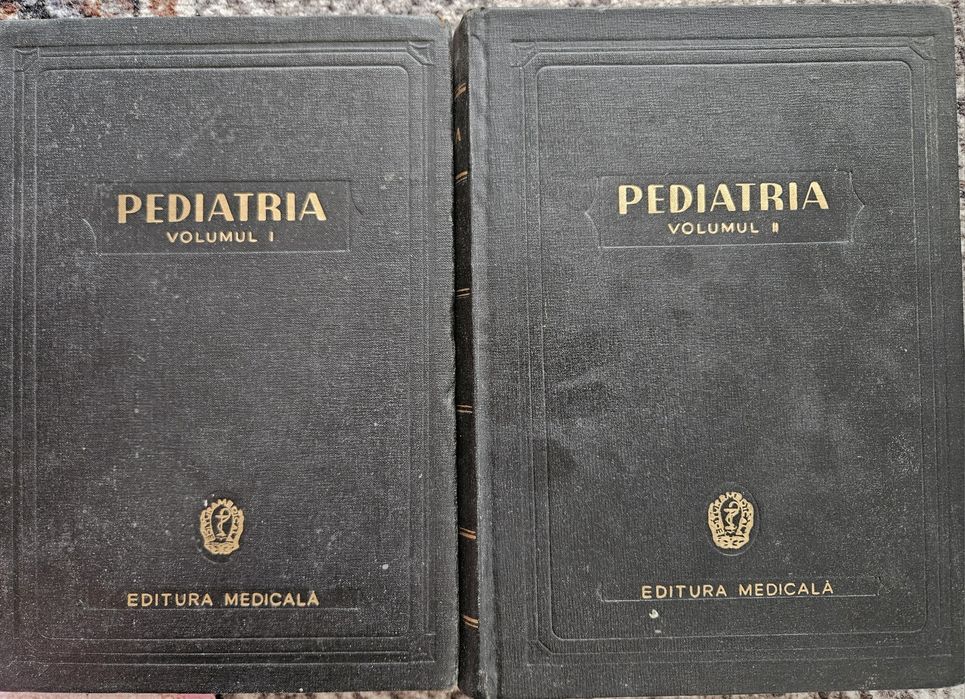 PEDIATRIA
VOLUMUL I
EDITURA MEDICALĂ
PEDIATRIA
VOLUMUL II
EDITURA MEDICALĂ